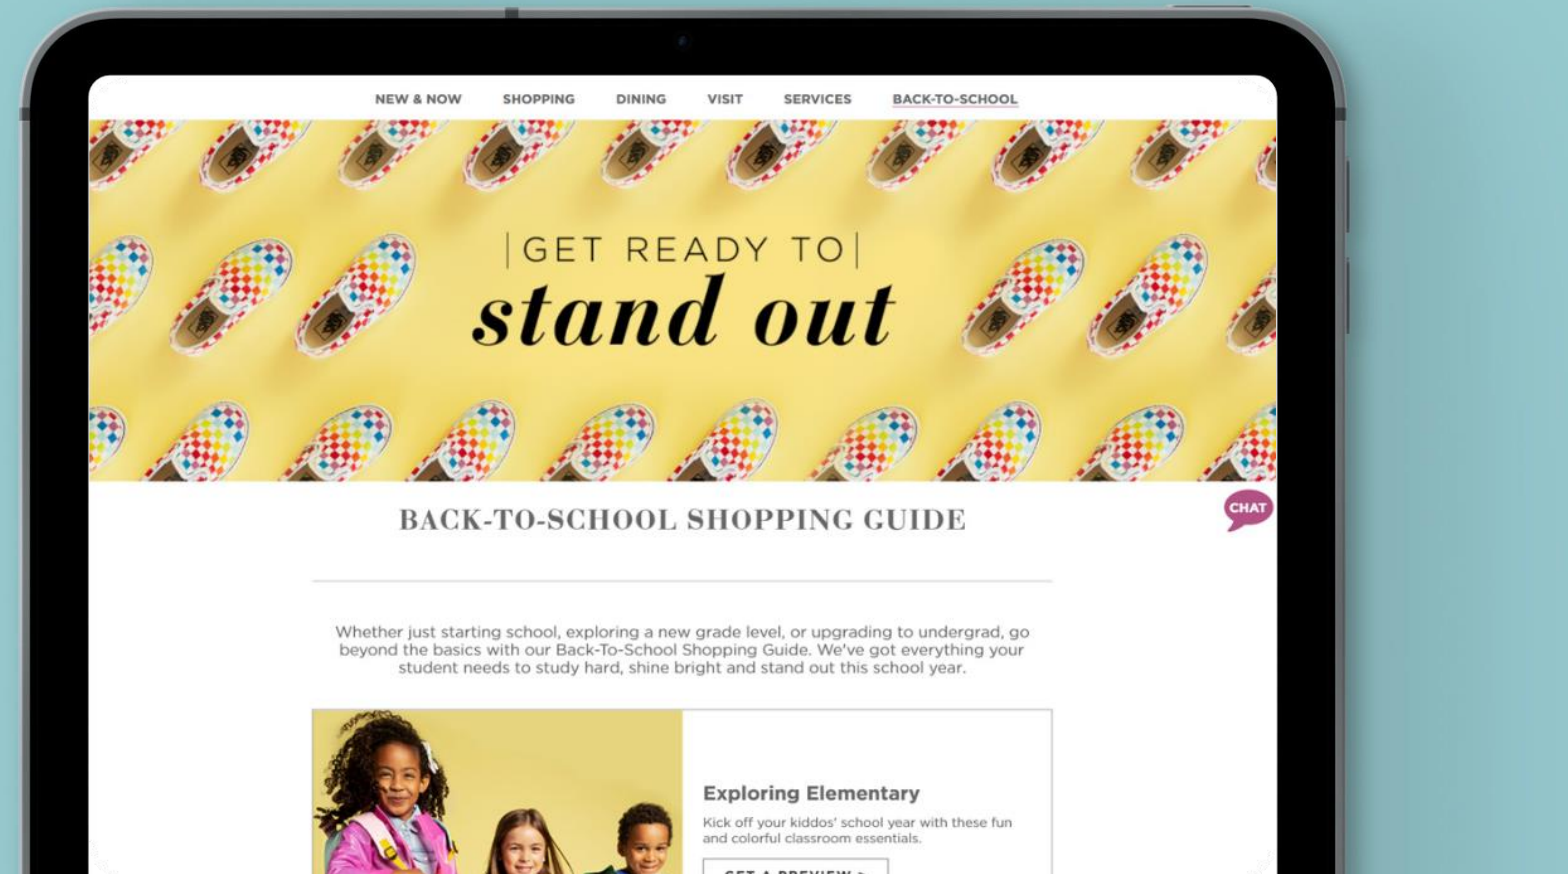 NEW & NOW SHOPPING DINING VISIT SERVICES BACK-TO-SCHOOL
|GET READY TO|
stand out
BACK-TO-SCHOOL SHOPPING GUIDE
CHAT
Whether just starting school, exploring a new grade level, or upgrading to undergrad, go
beyond the basics with our Back-To-School Shopping Guide. We've got everything your
student needs to study hard, shine bright and stand out this school year.
Exploring Elementary
Kick off your kiddos' school year with these fun
and colorful classroom essentials.
GET A PREVIEW >